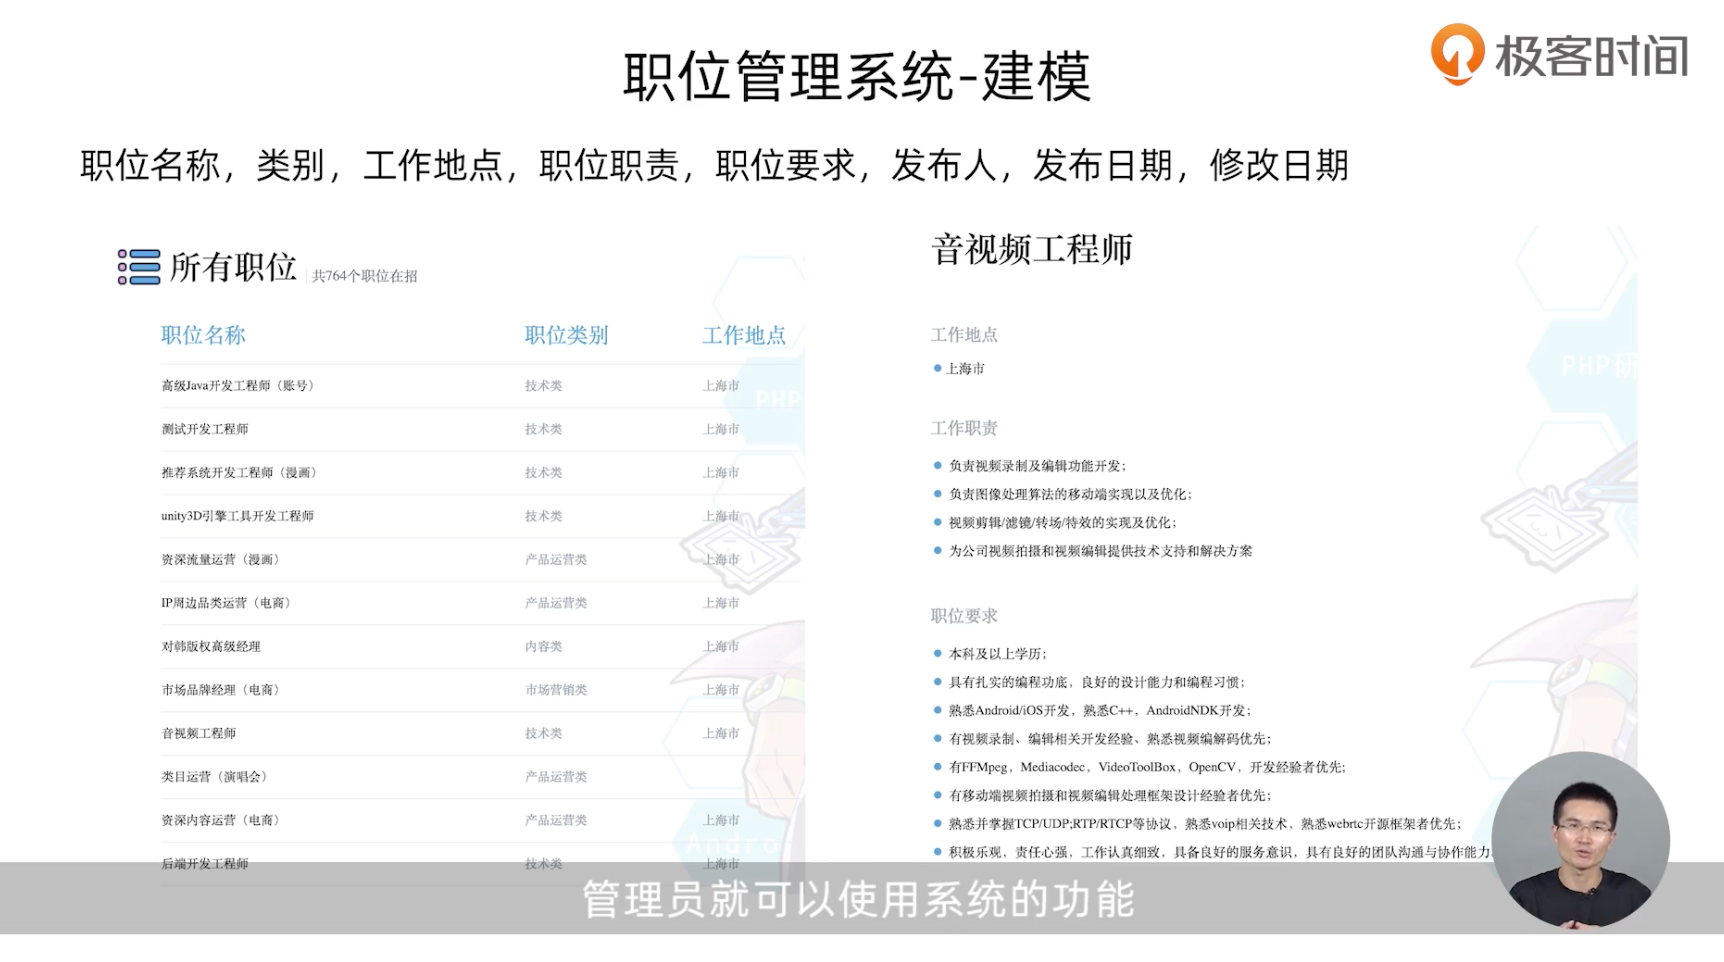 极客时间
职位管理系统-建模
职位名称，类别，工作地点，职位职责，职位要求，发布人，发布日期，修改日期
所有职位 共764个职位在招
职位名称 职位类别 工作地点
高级Java开发工程师（账号） 技术类 上海市
测试开发工程师 技术类 上海市
推荐系统开发工程师（漫画） 技术类 上海市
unity3D引擎工具开发工程师 技术类 上海市
资深流量运营（漫画） 产品运营类 上海市
IP周边品类运营（电商） 产品运营类 上海市
对韩版权高级经理 内容类 上海市
市场品牌经理（电商） 市场营销类 上海市
音视频工程师 技术类 上海市
类目运营（演唱会） 产品运营类
资深内容运营（电商） 产品运营类 上海市
后端开发工程师 技术类 上海市
PHP
Andro
音视频工程师
工作地点
上海市
PHP研
工作职责
负责视频录制及编辑功能开发；
负责图像处理算法的移动端实现以及优化；
视频剪辑/滤镜/转场/特效的实现及优化；
为公司视频拍摄和视频编辑提供技术支持和解决方案
职位要求
本科及以上学历；
具有扎实的编程功底，良好的设计能力和编程习惯；
熟悉Android/iOS开发，熟悉C++，AndroidNDK开发；
有视频录制、编辑相关开发经验、熟悉视频编解码优先；
有FFMpeg，Mediacodec，VideoToolBox，OpenCV，开发经验者优先；
有移动端视频拍摄和视频编辑处理框架设计经验者优先；
熟悉并掌握TCP/UDP;RTP/RTCP等协议，熟悉voip相关技术，熟悉webrtc开源框架者优先；
积极乐观，责任心强，工作认真细致，具备良好的服务意识，具有良好的团队沟通与协作能力
管理员就可以使用系统的功能